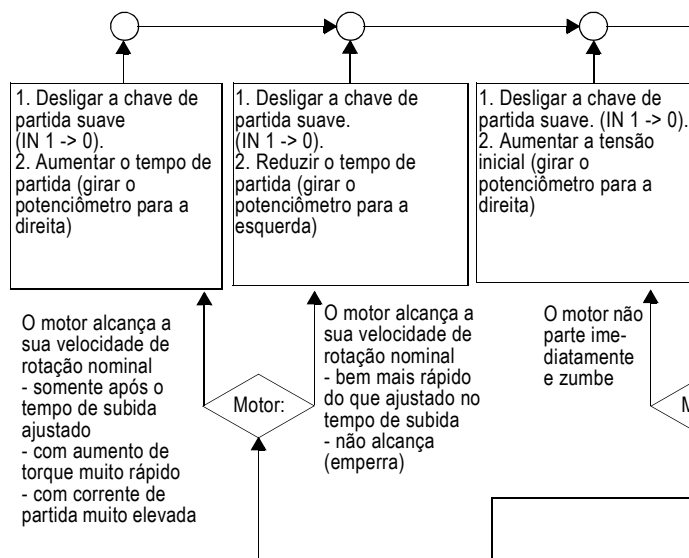 1. Desligar a chave de
partida suave
(IN 1 -> 0).
2. Aumentar o tempo de
partida (girar o
potenciômetro para a
direita)
1. Desligar a chave de
partida suave.
(IN 1 -> 0).
2. Reduzir o tempo de
partida (girar o
potenciômetro para a
esquerda)
1. Desligar a chave de
partida suave. (IN 1 -> 0).
2. Aumentar a tensão
inicial (girar o
potenciômetro para a
direita)
O motor alcança a
sua velocidade de
rotação nominal
- somente após o
tempo de subida
ajustado
- com aumento de
torque muito rápido
- com corrente de
partida muito elevada
Motor:
O motor alcança a
sua velocidade de
rotação nominal
- bem mais rápido
do que ajustado no
tempo de subida
- não alcança
(emperra)
O motor não
parte ime-
diatamente
e zumbe